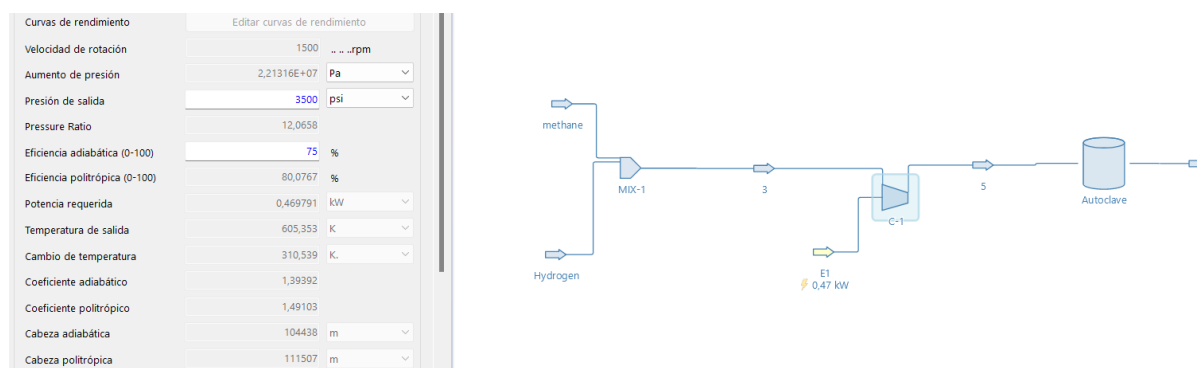 Curvas de rendimiento Editar curvas de rendimiento
Velocidad de rotación 1500 .. .. ..rpm
Aumento de presión 2,21316E+07 Pa
Presión de salida 3500 psi
Pressure Ratio 12,0658
Eficiencia adiabática (0-100) 75 %
Eficiencia politrópica (0-100) 80,0767 %
Potencia requerida 0,469791 kW
Temperatura de salida 605,353 K
Cambio de temperatura 310,539 K.
Coeficiente adiabático 1,39392
Coeficiente politrópico 1,49103
Cabeza adiabática 104438 m
Cabeza politrópica 111507 m
methane
MIX-1
3
5
Autoclave
C-1
Hydrogen
E1
0,47 kW